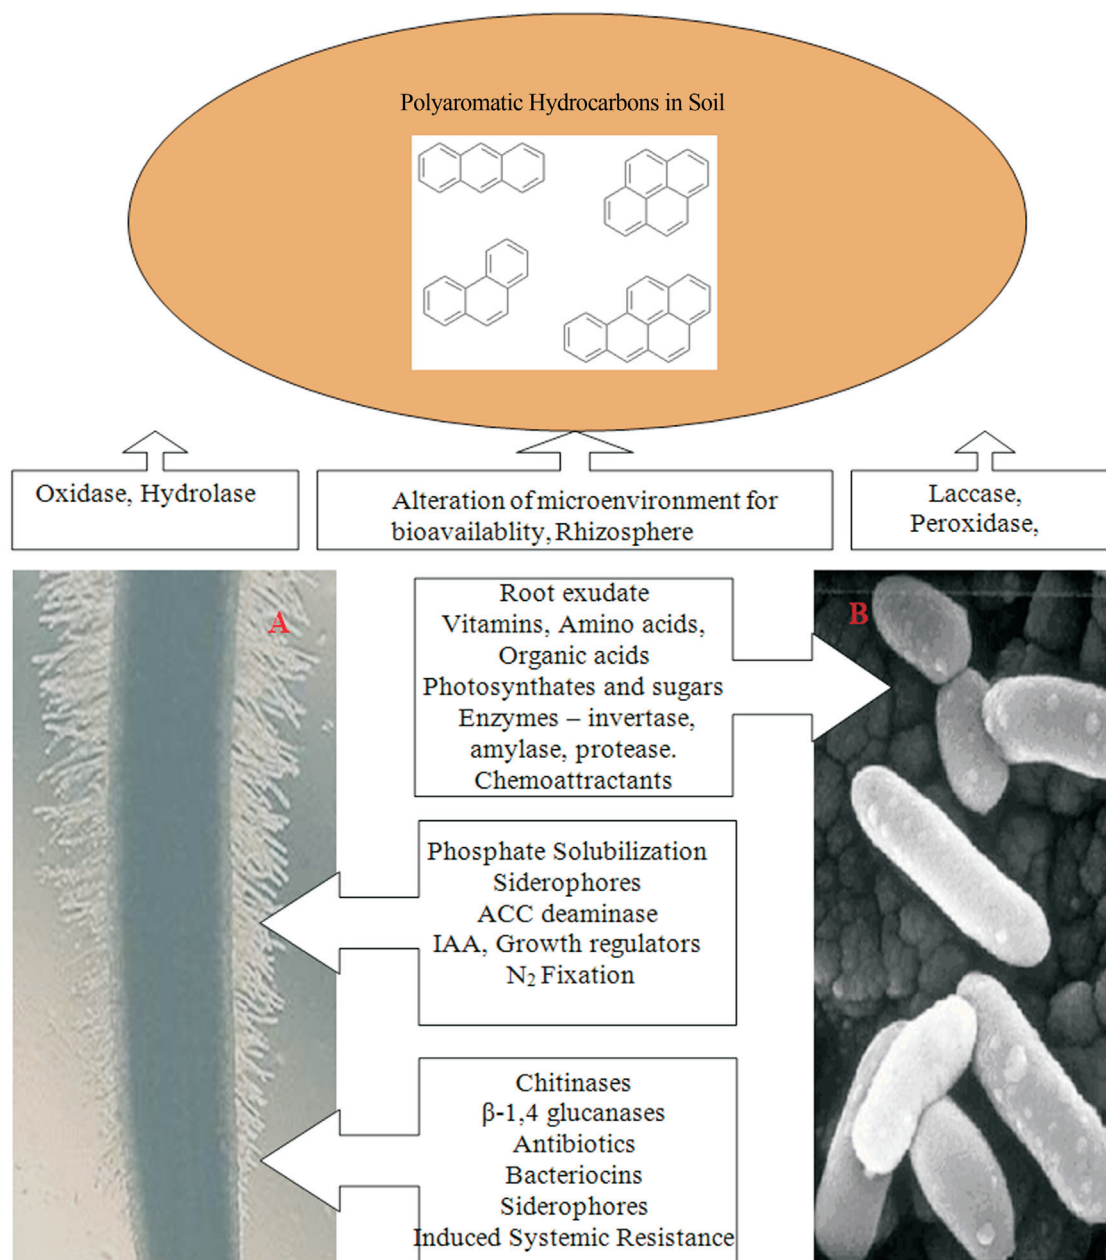 Polyaromatic Hydrocarbons in Soil
Oxidase, Hydrolase
Alteration of microenvironment for
bioavailablity, Rhizosphere
Laccase,
Peroxidase,
A
Root exudate
Vitamins, Amino acids,
Organic acids
Photosynthates and sugars
Enzymes – invertase,
amylase, protease.
Chemoattractants
B
Phosphate Solubilization
Siderophores
ACC deaminase
IAA, Growth regulators
N₂ Fixation
Chitinases
β-1,4 glucanases
Antibiotics
Bacteriocins
Siderophores
Induced Systemic Resistance